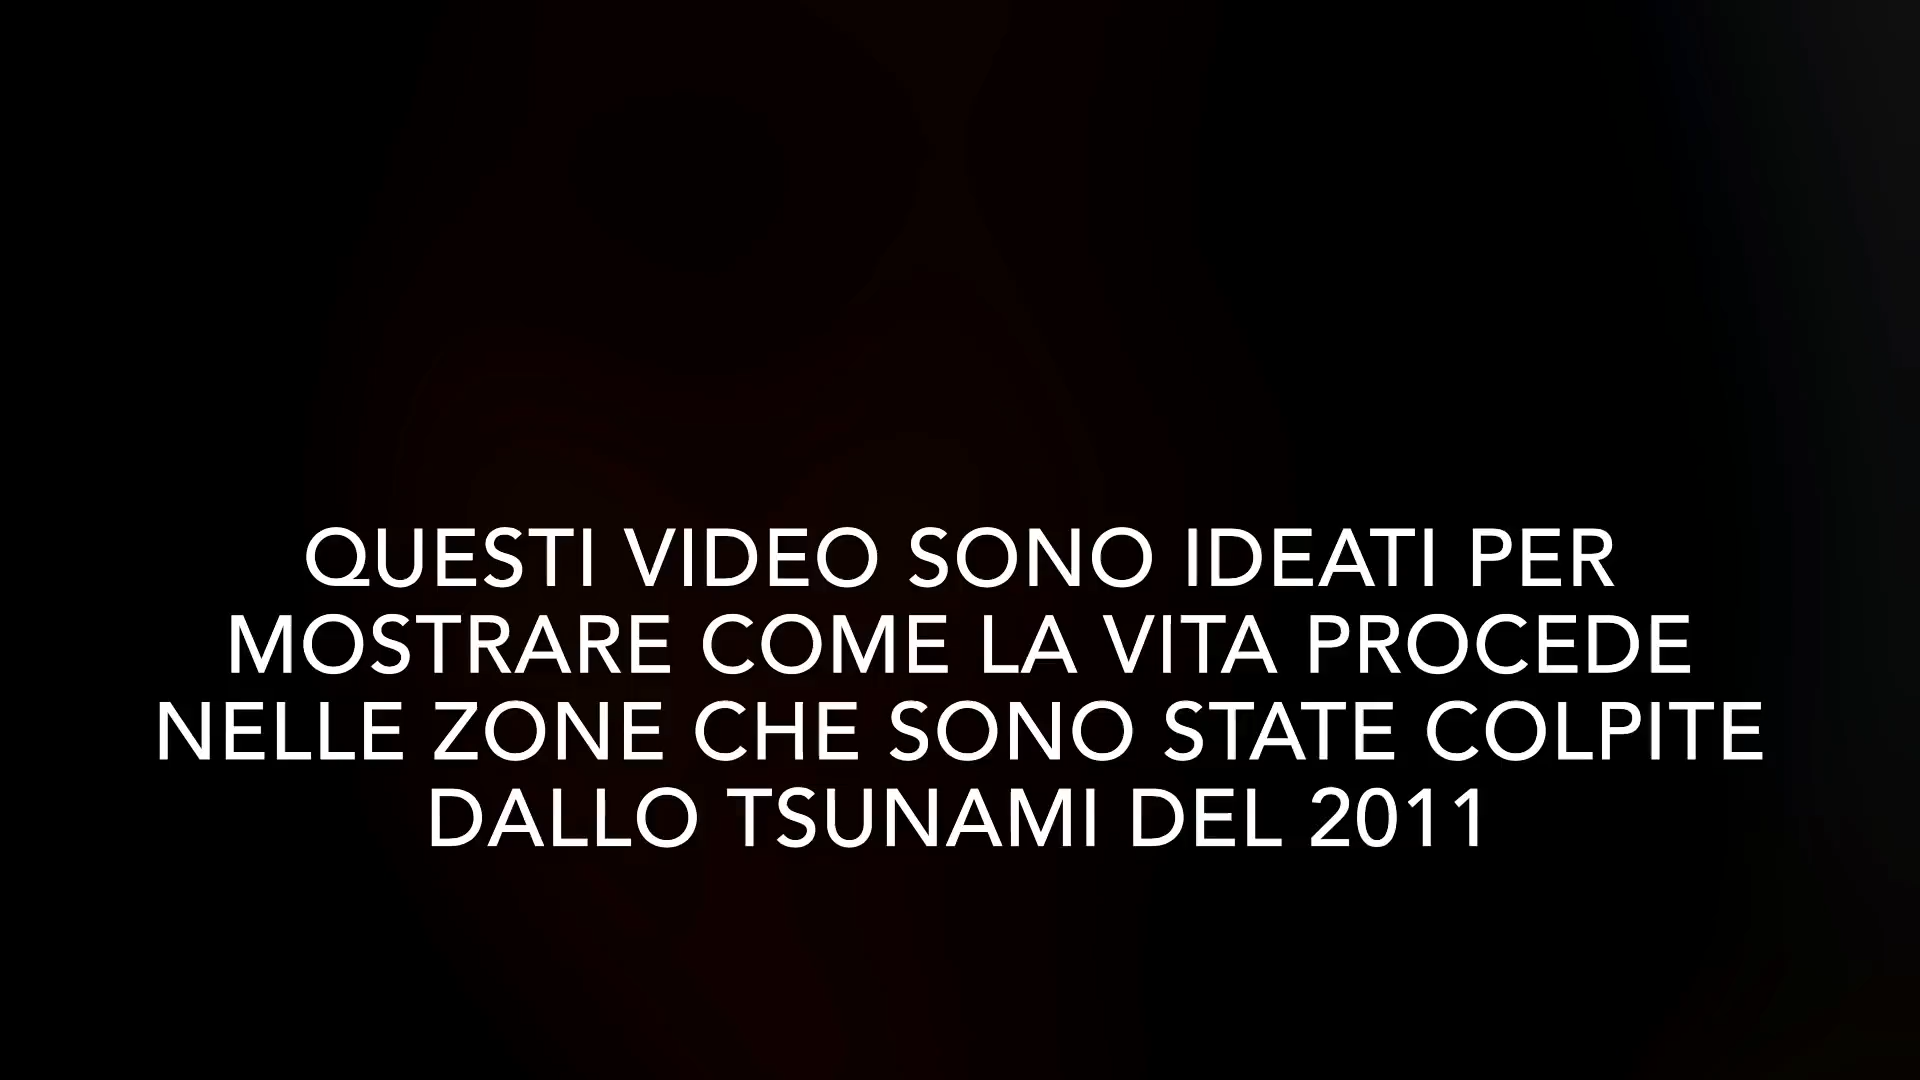 QUESTI VIDEO SONO IDEATI PER
MOSTRARE COME LA VITA PROCEDE
NELLE ZONE CHE SONO STATE COLPITE
DALLO TSUNAMI DEL 2011